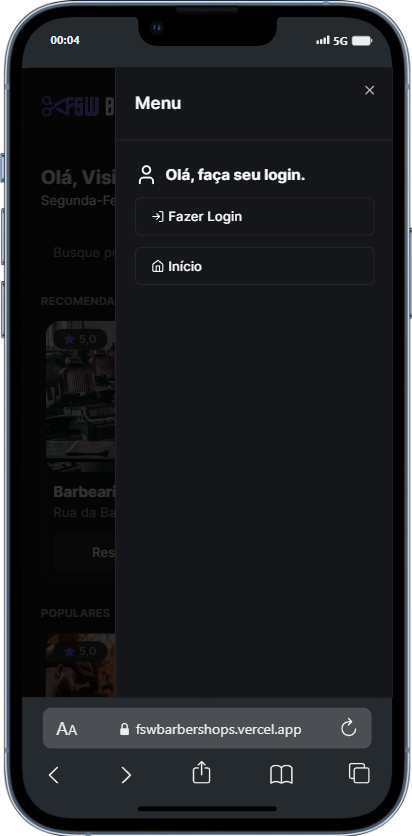 00:04
5G
FSW B
Menu
Olá, Visi
Segunda-Fe
Olá, faça seu login.
Fazer Login
Busque po
Início
RECOMENDA
5,0
Barbeari
Rua da Ba
Res
POPULARES
5,0
AA
fswbarbershops.vercel.app